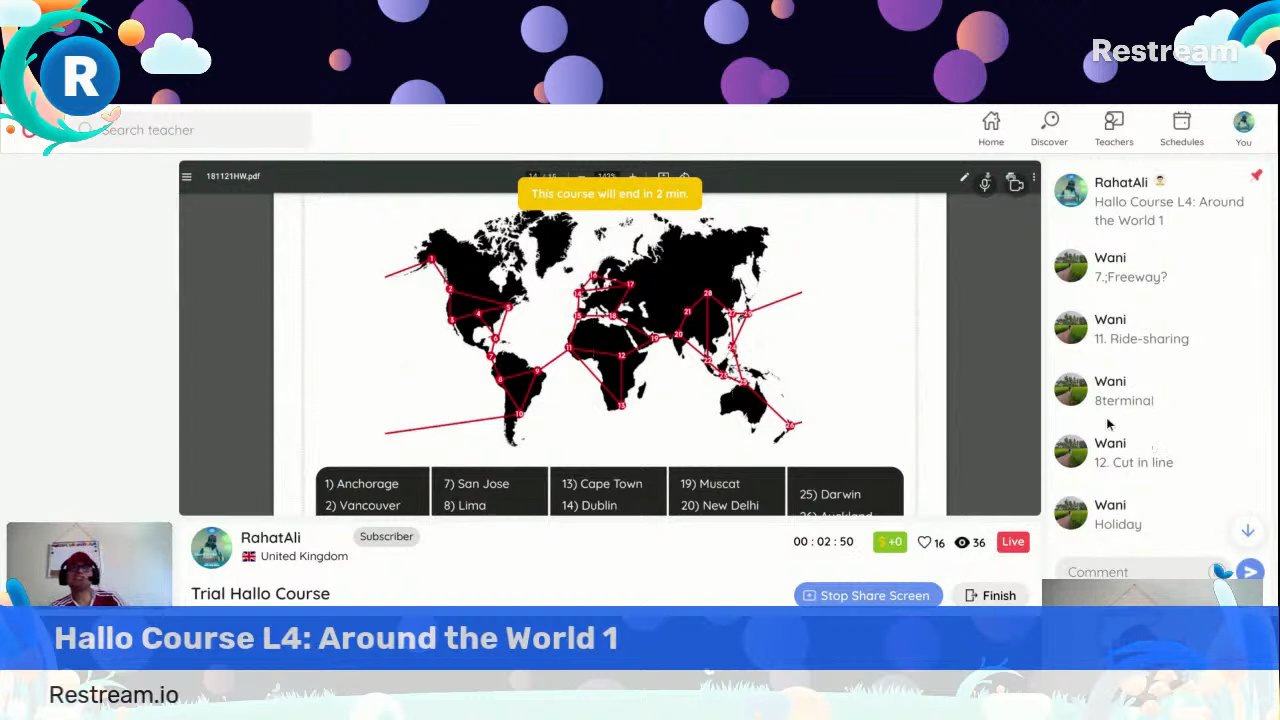 R
Restream
Search teacher
Home
Discover
Teachers
Schedules
You
181121HW.pdf
This course will end in 2 min.
1) Anchorage
7) San Jose
13) Cape Town
19) Muscat
25) Darwin
2) Vancouver
8) Lima
14) Dublin
20) New Delhi
26) Auckland
RahatAli
Hallo Course L4: Around
the World 1
Wani
7.;Freeway?
Wani
11. Ride-sharing
Wani
8terminal
Wani
12. Cut in line
Wani
Holiday
Comment
RahatAli
Subscriber
United Kingdom
00 : 02 : 50
$ +0
16
36
Live
Trial Hallo Course
Stop Share Screen
Finish
Hallo Course L4: Around the World 1
Restream.io